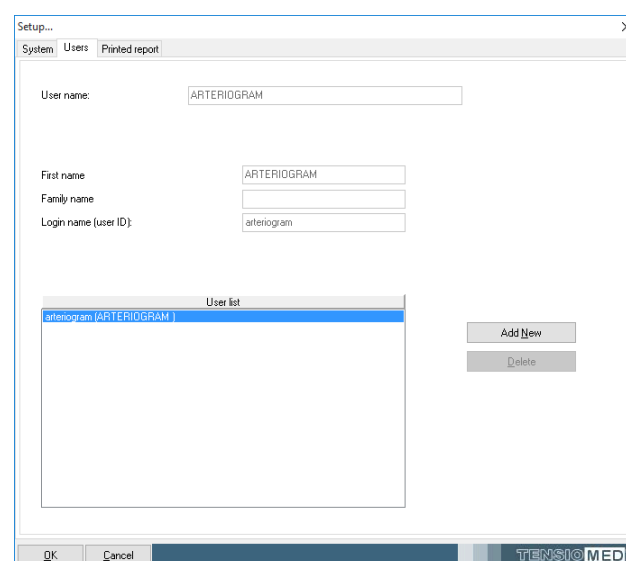 Setup...
System Users Printed report
User name: ARTERIOGRAM
First name ARTERIOGRAM
Family name
Login name (user ID): arteriogram
User list
arteriogram (ARTERIOGRAM )
Add New
Delete
OK Cancel TENSIOMED